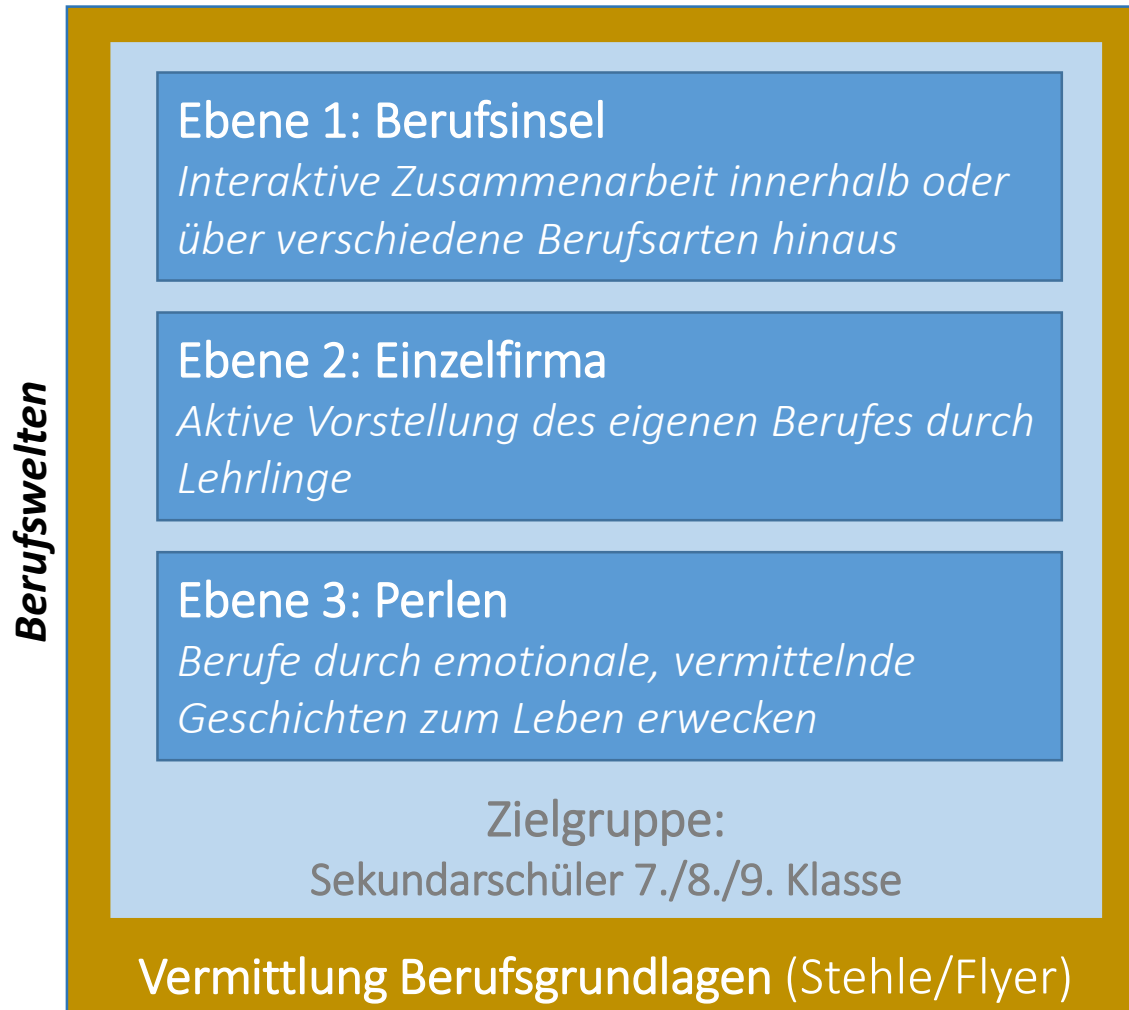 Berufswelten
Ebene 1: Berufsinsel
Interaktive Zusammenarbeit innerhalb oder
über verschiedene Berufsarten hinaus
Ebene 2: Einzelfirma
Aktive Vorstellung des eigenen Berufes durch
Lehrlinge
Ebene 3: Perlen
Berufe durch emotionale, vermittelnde
Geschichten zum Leben erwecken
Zielgruppe:
Sekundarschüler 7./8./9. Klasse
Vermittlung Berufsgrundlagen (Stehle/Flyer)